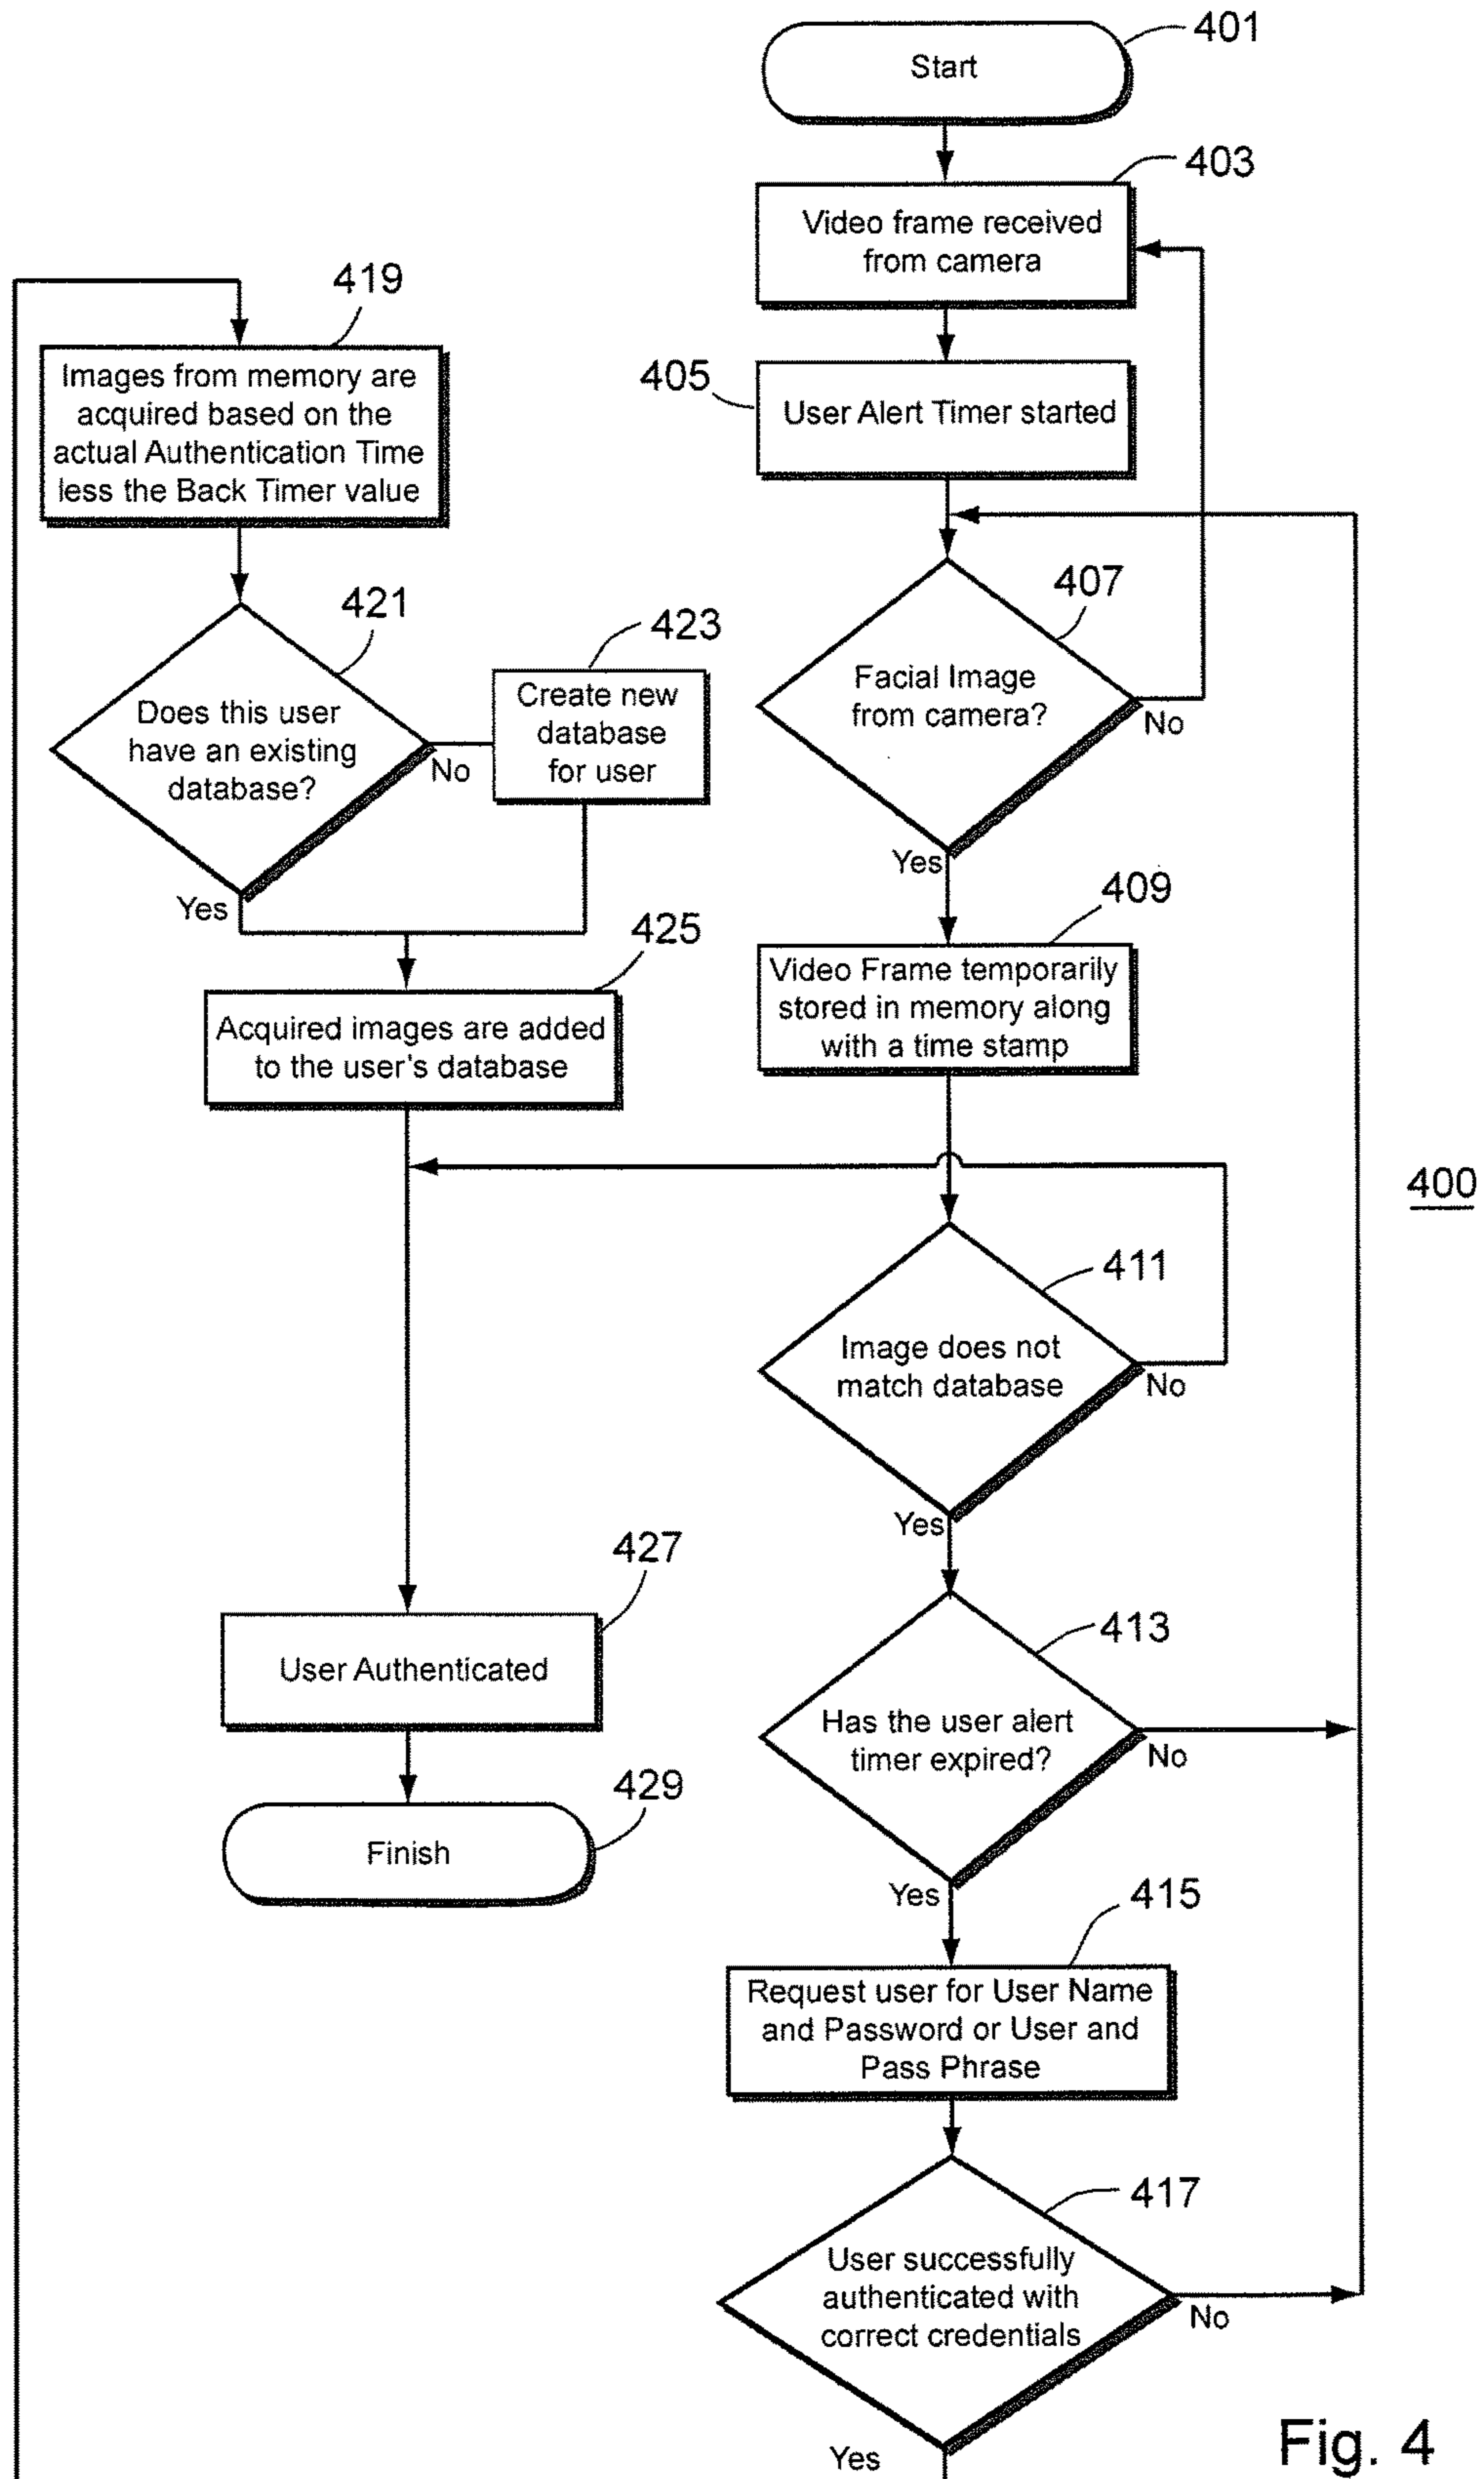 401
Start
403
Video frame received
from camera
405
User Alert Timer started
407
Facial Image
from camera?
No
Yes
409
Video Frame temporarily
stored in memory along
with a time stamp
411
Image does not
match database
No
Yes
413
Has the user alert
timer expired?
No
Yes
415
Request user for User Name
and Password or User and
Pass Phrase
417
User successfully
authenticated with
correct credentials
No
Yes
419
Images from memory are
acquired based on the
actual Authentication Time
less the Back Timer value
421
Does this user
have an existing
database?
No
Yes
423
Create new
database
for user
425
Acquired images are added
to the user's database
427
User Authenticated
429
Finish
400
Fig. 4